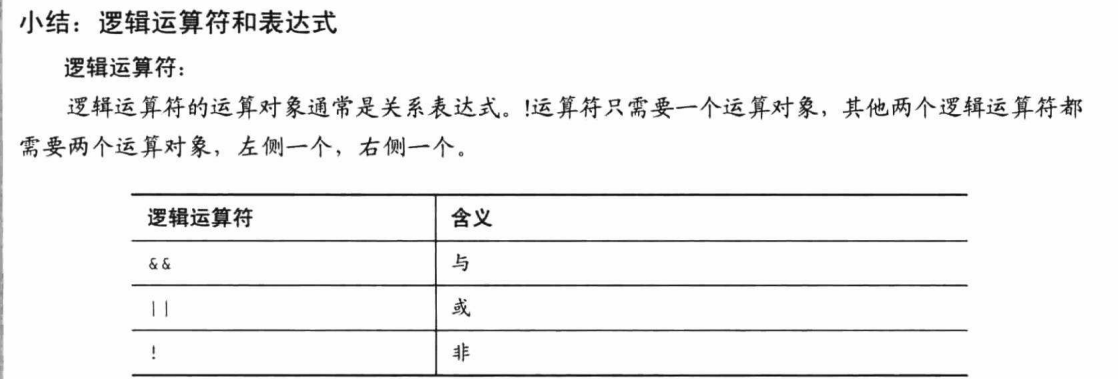 小结：逻辑运算符和表达式
逻辑运算符：
逻辑运算符的运算对象通常是关系表达式。!运算符只需要一个运算对象，其他两个逻辑运算符都
需要两个运算对象，左侧一个，右侧一个。
逻辑运算符 含义
&& 与
|| 或
! 非